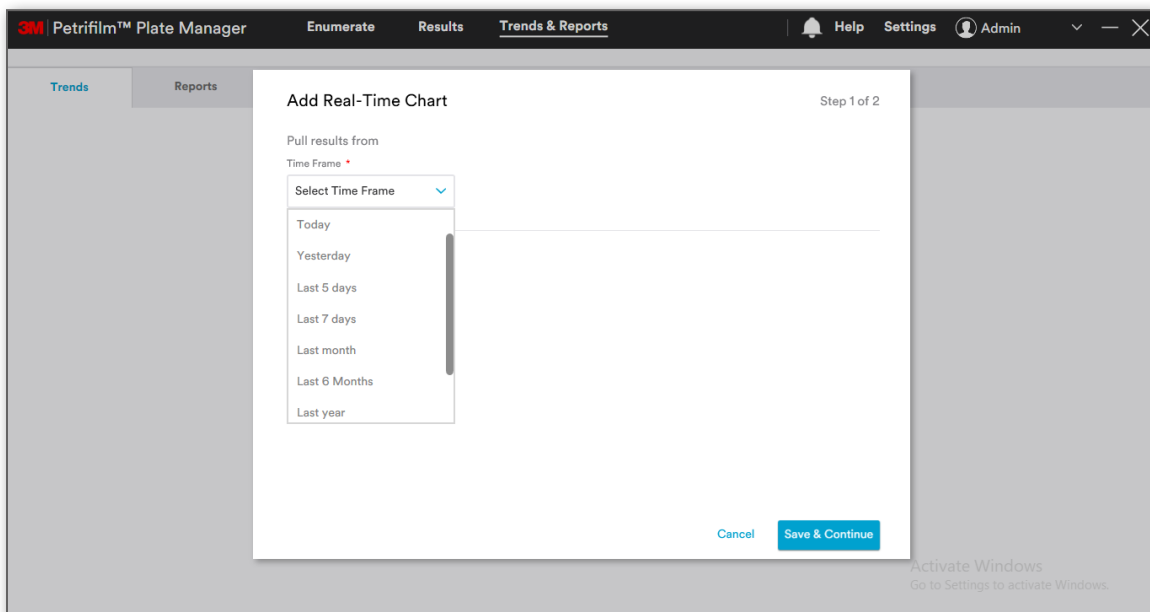 3M Petrifilm™ Plate Manager Enumerate Results Trends & Reports Help Settings Admin
Trends Reports
Add Real-Time Chart Step 1 of 2
Pull results from
Time Frame *
Select Time Frame
Today
Yesterday
Last 5 days
Last 7 days
Last month
Last 6 Months
Last year
Cancel Save & Continue
Activate Windows
Go to Settings to activate Windows.